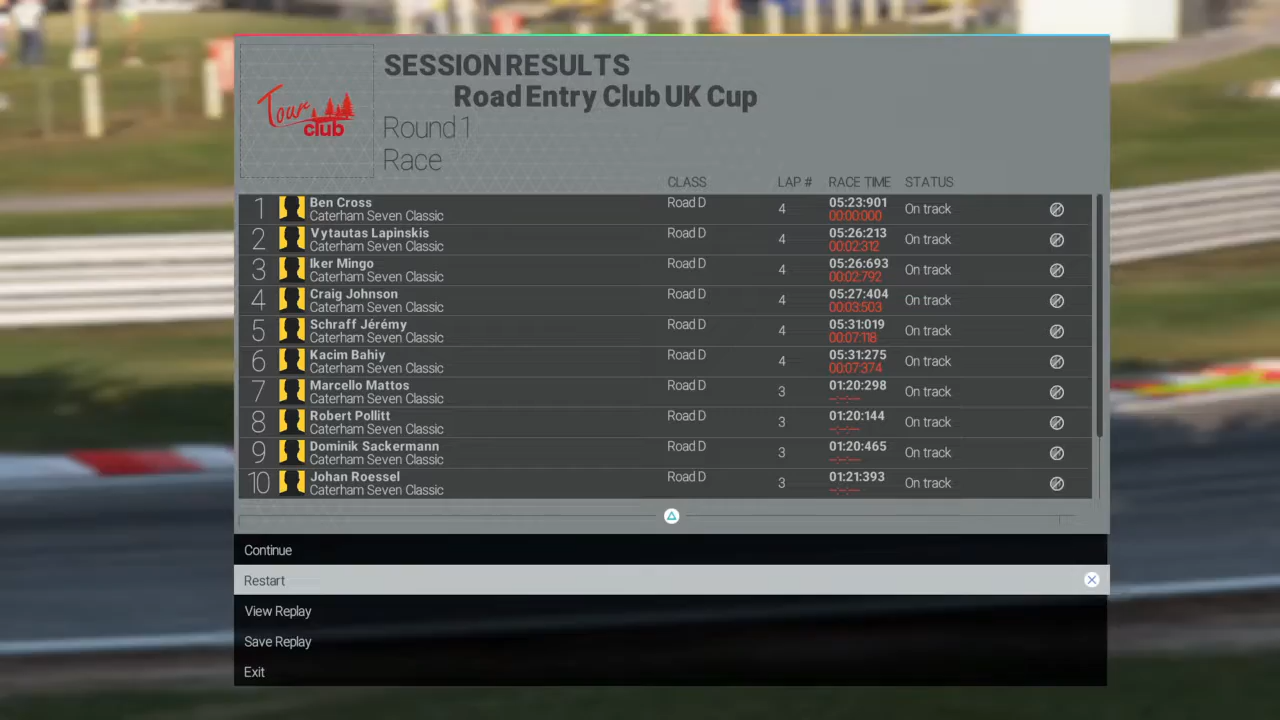 Tour
club
SESSION RESULTS
Road Entry Club UK Cup
Round 1
Race
CLASS LAP # RACE TIME STATUS
1 Ben Cross Road D 4 05:23:901 On track
Caterham Seven Classic 00:00:000
2 Vytautas Lapinskis Road D 4 05:26:213 On track
Caterham Seven Classic 00:02:312
3 Iker Mingo Road D 4 05:26:693 On track
Caterham Seven Classic 00:02:792
4 Craig Johnson Road D 4 05:27:404 On track
Caterham Seven Classic 00:03:503
5 Schraff Jérémy Road D 4 05:31:019 On track
Caterham Seven Classic 00:07:118
6 Kacim Bahiy Road D 4 05:31:275 On track
Caterham Seven Classic 00:07:374
7 Marcello Mattos Road D 3 01:20:298 On track
Caterham Seven Classic --:--:---
8 Robert Pollitt Road D 3 01:20:144 On track
Caterham Seven Classic --:--:---
9 Dominik Sackermann Road D 3 01:20:465 On track
Caterham Seven Classic --:--:---
10 Johan Roessel Road D 3 01:21:393 On track
Caterham Seven Classic --:--:---
Continue
Restart
View Replay
Save Replay
Exit